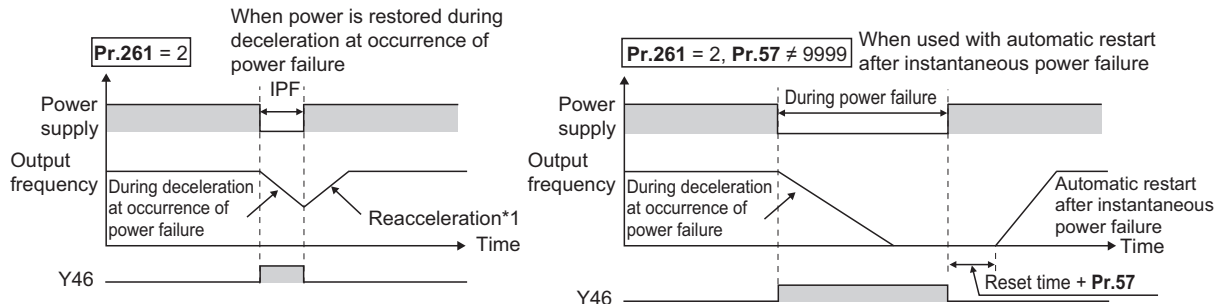 When power is restored during
deceleration at occurrence of
power failure
Pr.261 = 2
IPF
Power
supply
Output
frequency
During deceleration
at occurrence of
power failure
Reacceleration*1
Time
Y46
Pr.261 = 2, Pr.57 ≠ 9999
When used with automatic restart
after instantaneous power failure
During power failure
Power
supply
Output
frequency
During deceleration
at occurrence of
power failure
Automatic restart
after instantaneous
power failure
Time
Reset time + Pr.57
Y46